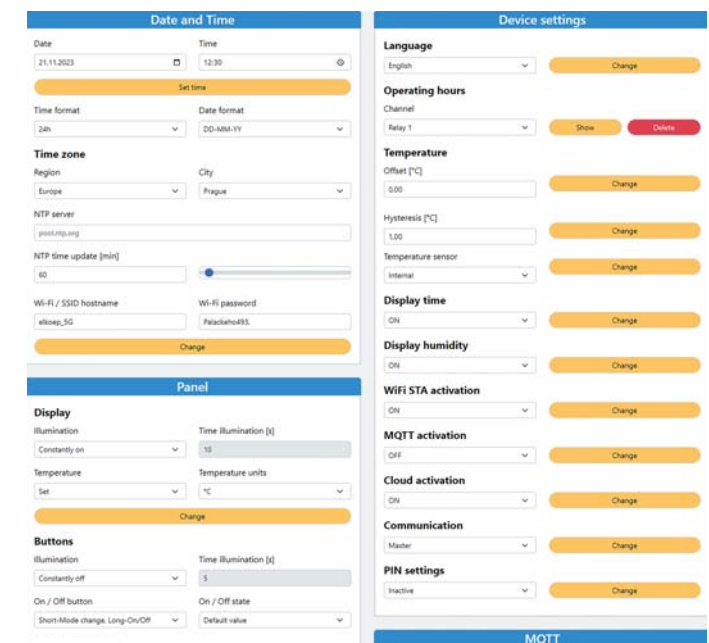 Date and Time
Date
Time
21.11.2023
12:30
Set time
Time format
Date format
24h
DD-MM-YY
Time zone
Region
City
Europe
Prague
NTP server
pool.ntp.org
NTP time update [min]
60
Wi-Fi / SSID hostname
Wi-Fi password
elkoep_5G
Palackeho493.
Change
Panel
Display
Illumination
Time illumination [s]
Constantly on
10
Temperature
Temperature units
Set
°C
Change
Buttons
Illumination
Time illumination [s]
Constantly off
5
On / Off button
On / Off state
Short-Mode change, Long-On/Off
Default value
Device settings
Language
English
Change
Operating hours
Channel
Relay 1
Show
Delete
Temperature
Offset [°C]
0.00
Change
Hysteresis [°C]
1.00
Change
Temperature sensor
Internal
Change
Display time
ON
Change
Display humidity
ON
Change
WiFi STA activation
ON
Change
MQTT activation
OFF
Change
Cloud activation
ON
Change
Communication
Master
Change
PIN settings
Inactive
Change
MQTT